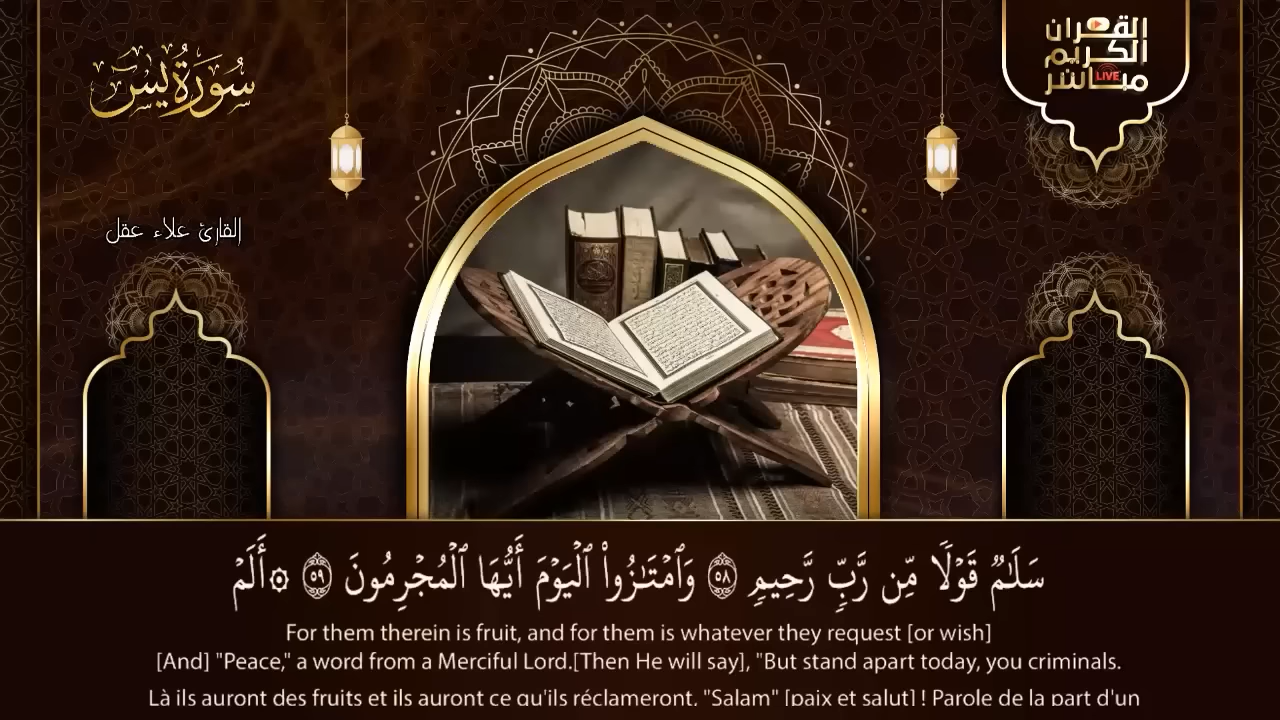 سُورَةُ يس
القرآن
الكريم
مباشر
LIVE
القارئ علاء عقل
سَلَٰمٌ قَوْلًا مِّن رَّبٍّ رَّحِيمٍ ٥٨ وَٱمْتَٰزُوا۟ ٱلْيَوْمَ أَيُّهَا ٱلْمُجْرِمُونَ ٥٩ ۞ أَلَمْ
For them therein is fruit, and for them is whatever they request [or wish]
[And] "Peace," a word from a Merciful Lord.[Then He will say], "But stand apart today, you criminals.
Là ils auront des fruits et ils auront ce qu'ils réclameront, "Salam" [paix et salut] ! Parole de la part d'un